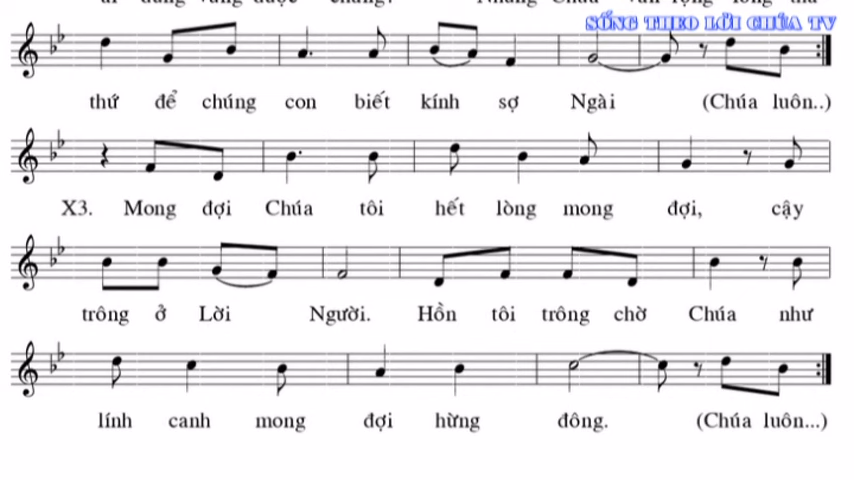 SỐNG THEO LỜI CHÚA TV
thứ để chúng con biết kính sợ Ngài (Chúa luôn..)
X3. Mong đợi Chúa tôi hết lòng mong đợi, cậy
trông ở Lời Người. Hồn tôi trông chờ Chúa như
lính canh mong đợi hừng đông. (Chúa luôn...)